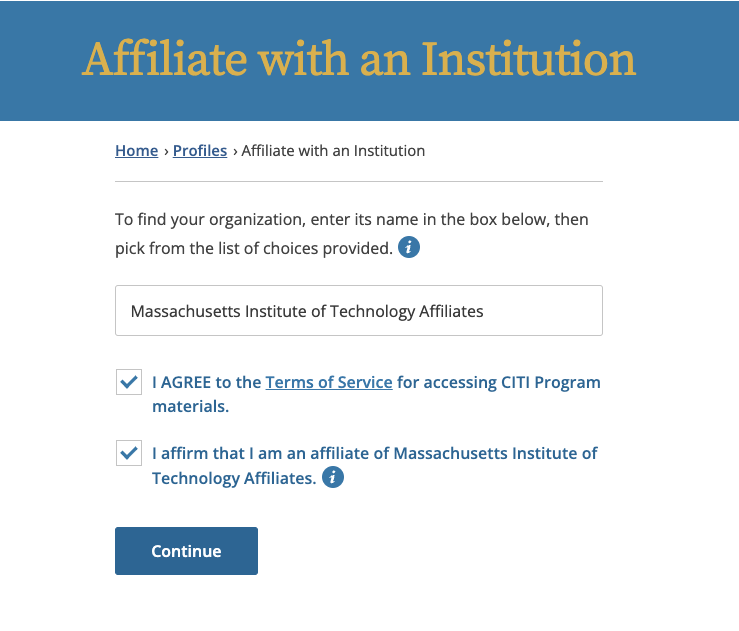 Affiliate with an Institution
Home › Profiles › Affiliate with an Institution
To find your organization, enter its name in the box below, then
pick from the list of choices provided. i
Massachusetts Institute of Technology Affiliates
I AGREE to the Terms of Service for accessing CITI Program
materials.
I affirm that I am an affiliate of Massachusetts Institute of
Technology Affiliates. i
Continue